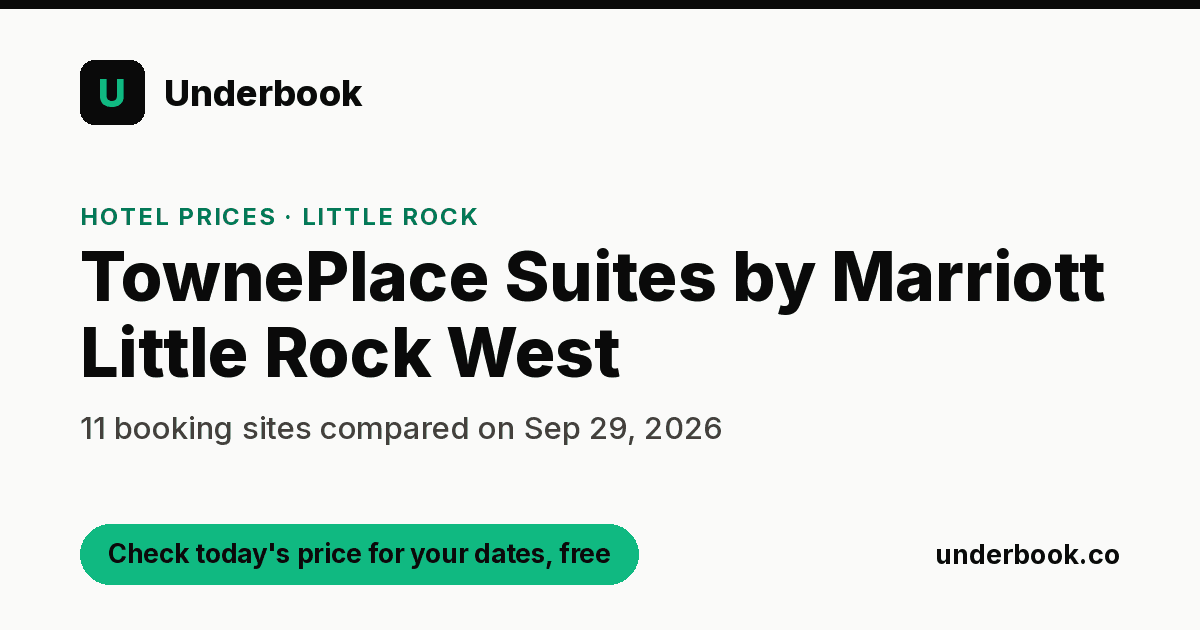 U Underbook
HOTEL PRICES · LITTLE ROCK
TownePlace Suites by Marriott
Little Rock West
11 booking sites compared on Sep 29, 2026
Check today's price for your dates, free
underbook.co